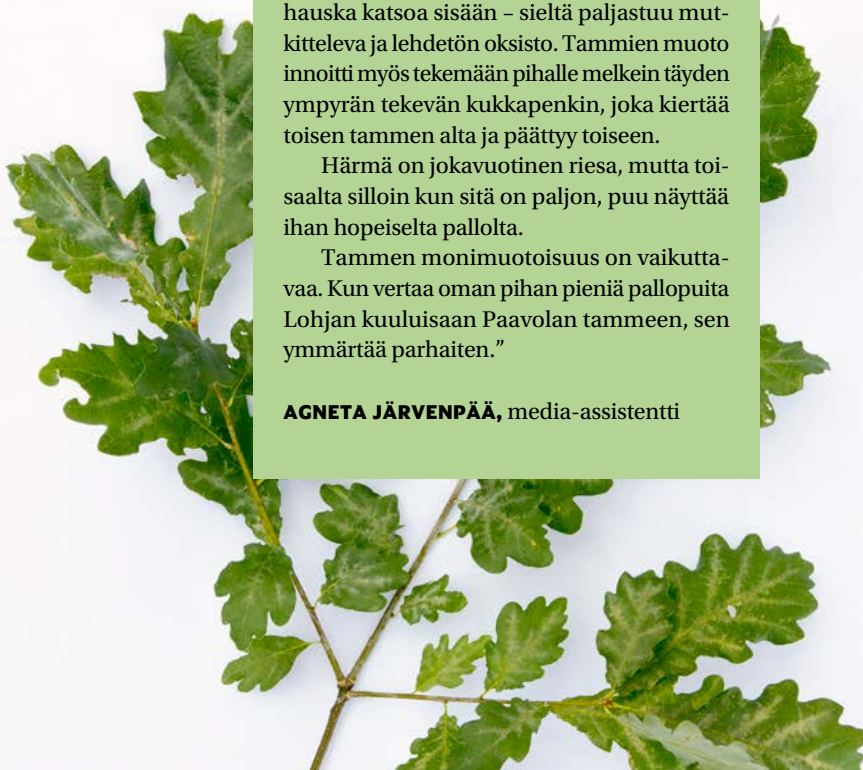 hauska katsoa sisään – sieltä paljastuu mut-
kitteleva ja lehdetön oksisto. Tammien muoto
innoitti myös tekemään pihalle melkein täyden
ympyrän tekevän kukkapenkin, joka kiertää
toisen tammen alta ja päättyy toiseen.
Härmä on jokavuotinen riesa, mutta toi-
saalta silloin kun sitä on paljon, puu näyttää
ihan hopeiselta pallolta.
Tammen monimuotoisuus on vaikutta-
vaa. Kun vertaa oman pihan pieniä pallopuita
Lohjan kuuluisaan Paavolan tammeen, sen
ymmärtää parhaiten.”
AGNETA JÄRVENPÄÄ, media-assistentti